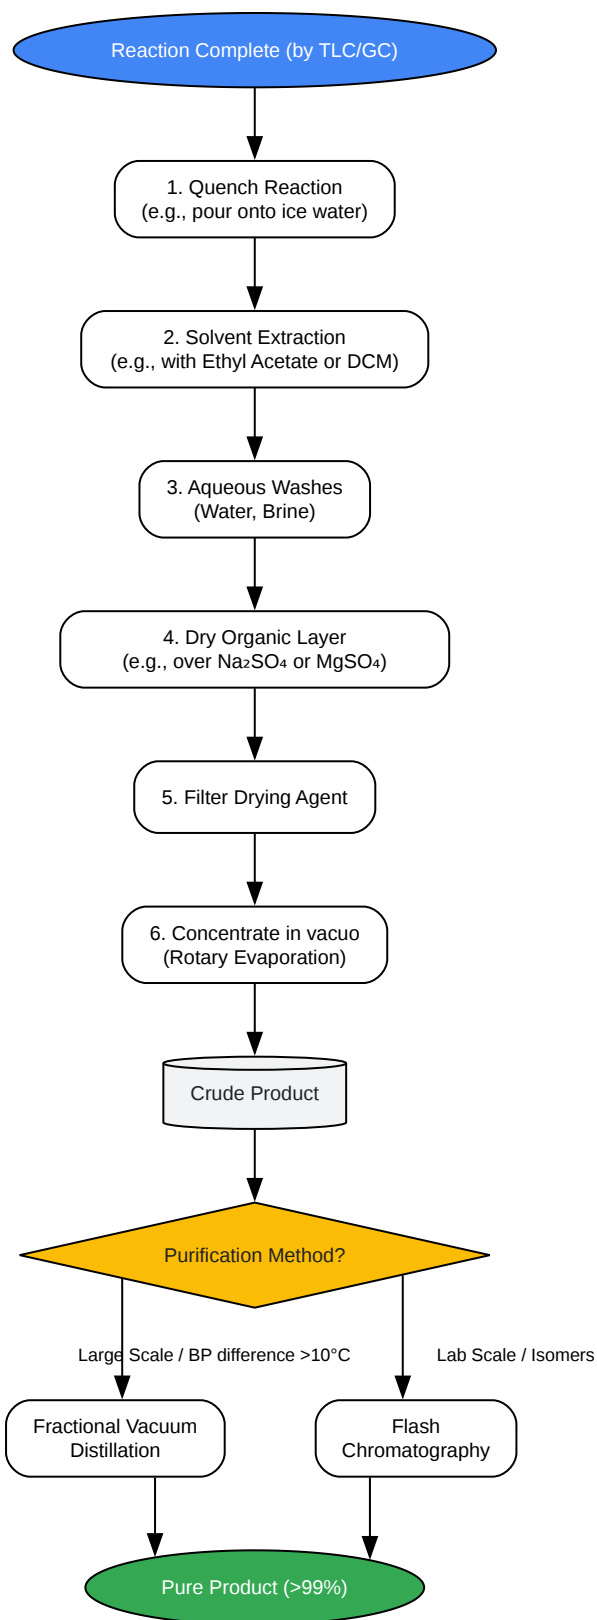 Reaction Complete (by TLC/GC)
1. Quench Reaction
(e.g., pour onto ice water)
2. Solvent Extraction
(e.g., with Ethyl Acetate or DCM)
3. Aqueous Washes
(Water, Brine)
4. Dry Organic Layer
(e.g., over Na₂SO₄ or MgSO₄)
5. Filter Drying Agent
6. Concentrate in vacuo
(Rotary Evaporation)
Crude Product
Purification Method?
Large Scale / BP difference >10°C
Lab Scale / Isomers
Fractional Vacuum
Distillation
Flash
Chromatography
Pure Product (>99%)